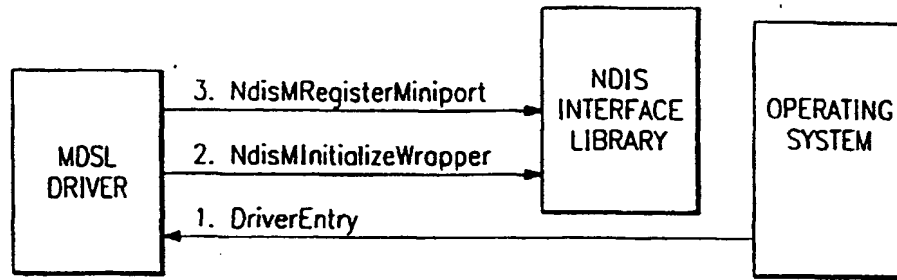 MDSL
DRIVER
3. NdisMRegisterMiniport
2. NdisMInitializeWrapper
1. DriverEntry
NDIS
INTERFACE
LIBRARY
OPERATING
SYSTEM